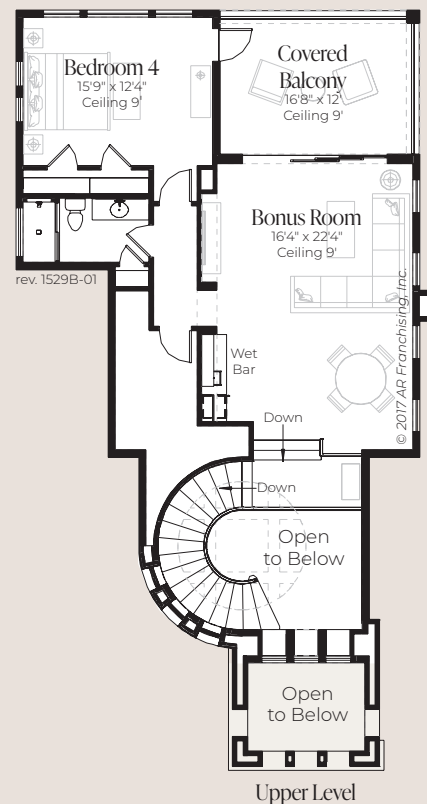 Bedroom 4
15'9" x 12'4"
Ceiling 9'
Covered
Balcony
16'8" x 12'
Ceiling 9'
Bonus Room
16'4" x 22'4"
Ceiling 9'
rev. 1529B-01
© 2017 AR Franchising, Inc.
Wet
Bar
Down
Down
Open
to Below
Open
to Below
Upper Level